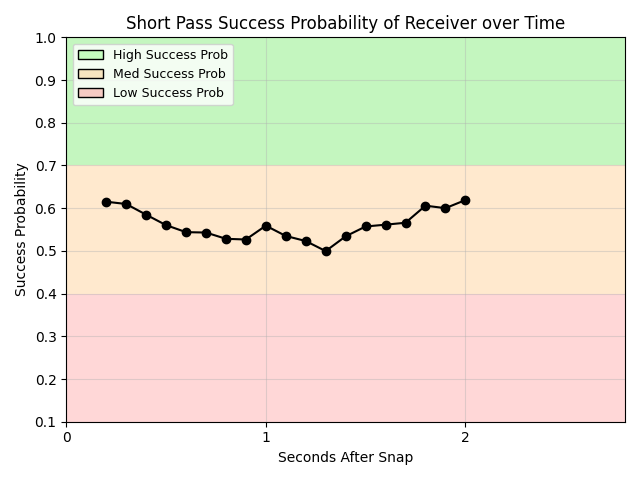 Short Pass Success Probability of Receiver over Time
1.0
0.9
0.8
0.7
0.6
0.5
0.4
0.3
0.2
0.1
Success Probability
High Success Prob
Med Success Prob
Low Success Prob
0 1 2
Seconds After Snap